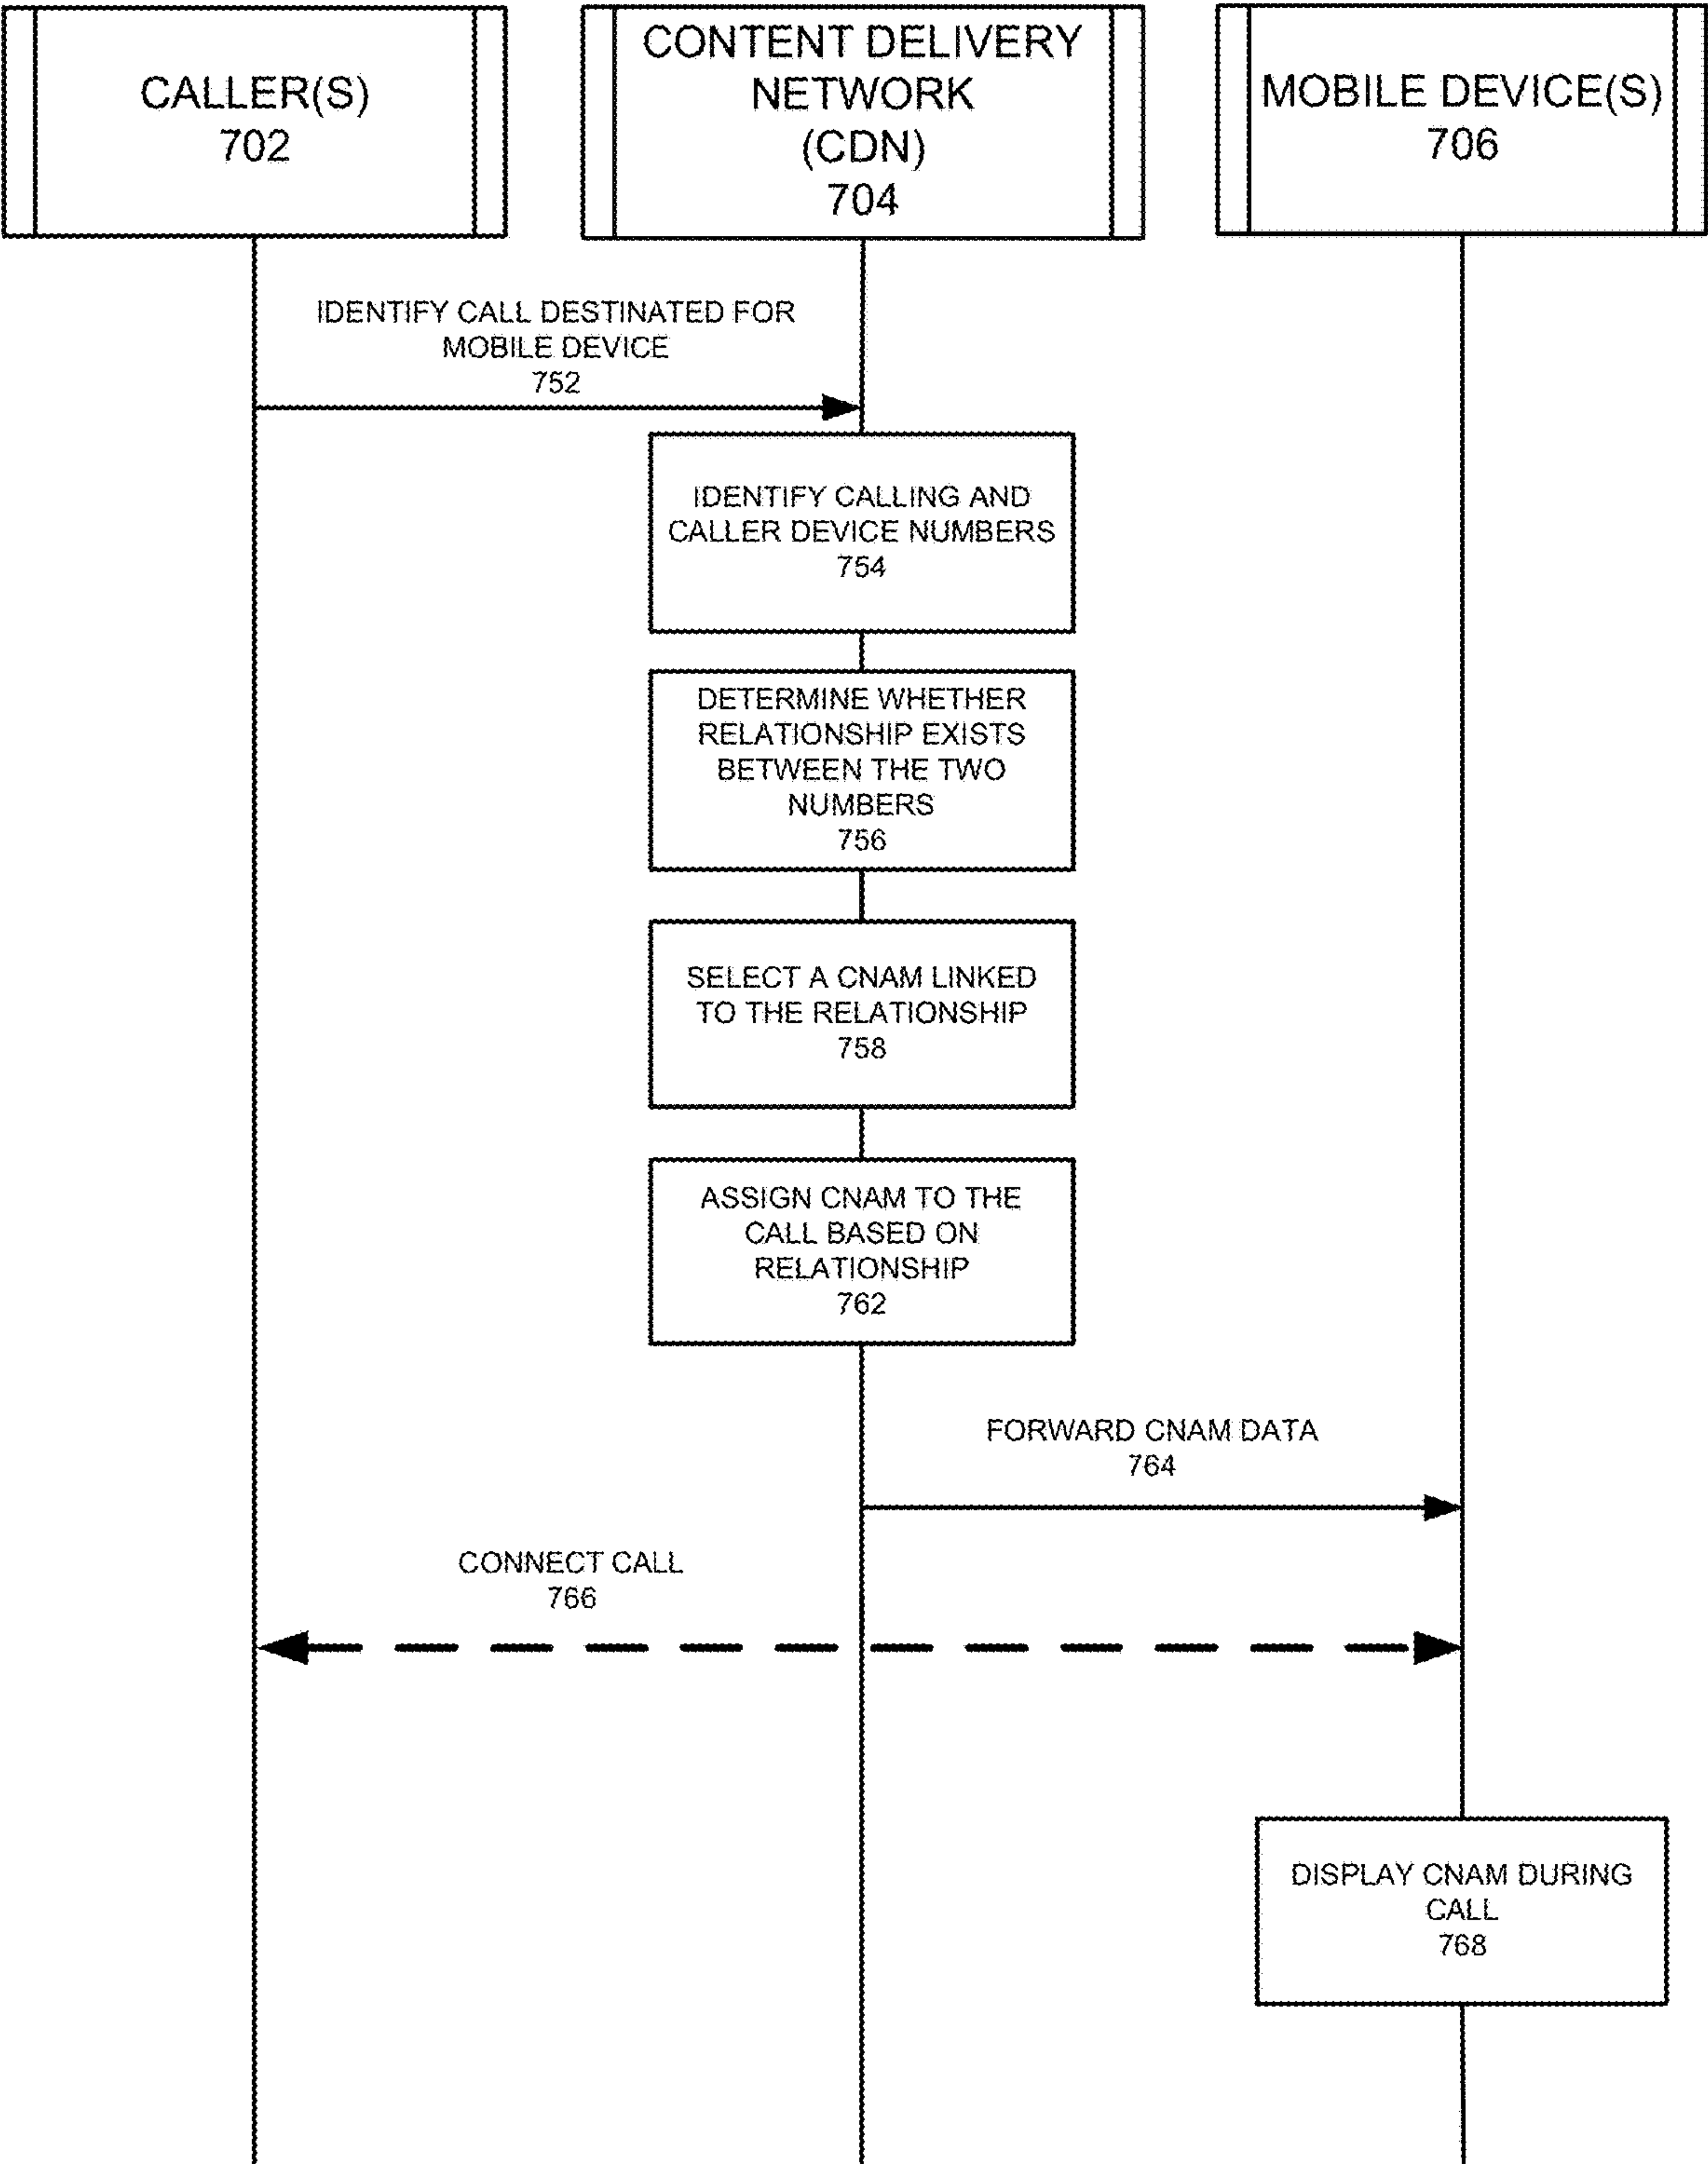 CALLER(S)
702
CONTENT DELIVERY
NETWORK
(CDN)
704
MOBILE DEVICE(S)
706
IDENTIFY CALL DESTINATED FOR
MOBILE DEVICE
752
IDENTIFY CALLING AND
CALLER DEVICE NUMBERS
754
DETERMINE WHETHER
RELATIONSHIP EXISTS
BETWEEN THE TWO
NUMBERS
756
SELECT A CNAM LINKED
TO THE RELATIONSHIP
758
ASSIGN CNAM TO THE
CALL BASED ON
RELATIONSHIP
762
FORWARD CNAM DATA
764
CONNECT CALL
766
DISPLAY CNAM DURING
CALL
768